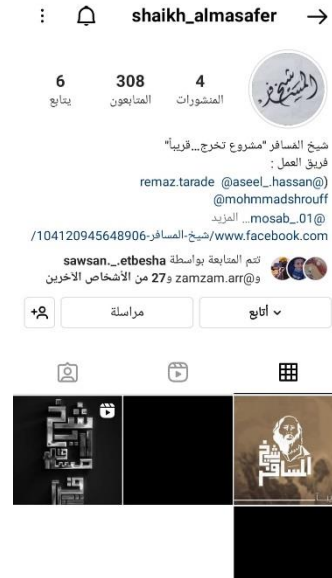 shaikh_almasafer
4
308
6
المنشورات
المتابعون
يتابع
شيخ المسافر "مشروع تخرج...قريباً"
فريق العمل :
(@remaz.tarade @aseel_.hassan
@mohmmadshrouff
@mosab_.01... المزيد
www.facebook.com/شيخ-المسافر-104120945648906/
تتم المتابعة بواسطة sawsan._.etbesha
و@zamzam.arr و27 من الأشخاص الآخرين
أتابع
مراسلة
شيخ
المسافر